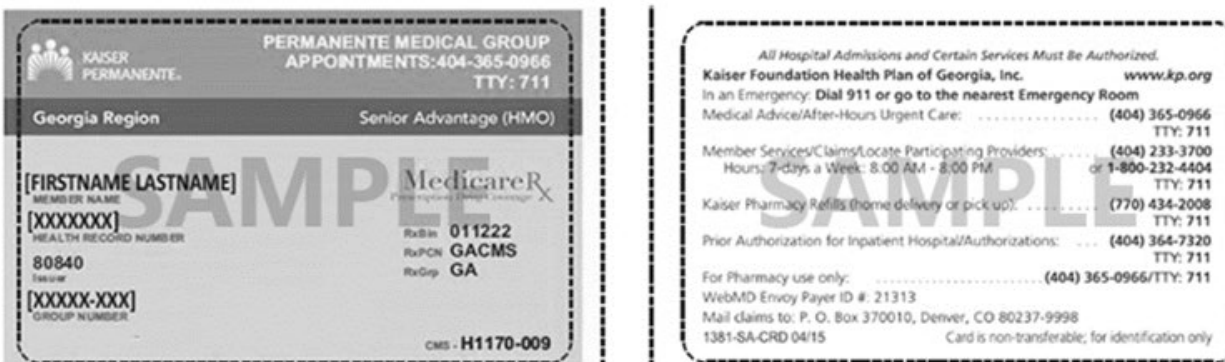 KAISER
PERMANENTE®
PERMANENTE MEDICAL GROUP
APPOINTMENTS:404-365-0966
TTY: 711
Georgia Region
Senior Advantage (HMO)
SAMPLE
[FIRSTNAME LASTNAME]
MEMBER NAME
[XXXXXXX]
HEALTH RECORD NUMBER
80840
Issuer
[XXXXX-XXX]
GROUP NUMBER
MedicareRx
Prescription Drug Coverage
RxBin 011222
RxPCN GACMS
RxGrp GA
CMS - H1170-009
All Hospital Admissions and Certain Services Must Be Authorized.
Kaiser Foundation Health Plan of Georgia, Inc. www.kp.org
In an Emergency: Dial 911 or go to the nearest Emergency Room
Medical Advice/After-Hours Urgent Care: (404) 365-0966
TTY: 711
Member Services/Claims/Locate Participating Providers: (404) 233-3700
Hours: 7-days a Week: 8:00 AM - 8:00 PM or 1-800-232-4404
TTY: 711
SAMPLE
Kaiser Pharmacy Refills (home delivery or pick up): (770) 434-2008
TTY: 711
Prior Authorization for Inpatient Hospital/Authorizations: (404) 364-7320
TTY: 711
For Pharmacy use only: (404) 365-0966/TTY: 711
WebMD Envoy Payer ID #: 21313
Mail claims to: P. O. Box 370010, Denver, CO 80237-9998
1381-SA-CRD 04/15 Card is non-transferable; for identification only